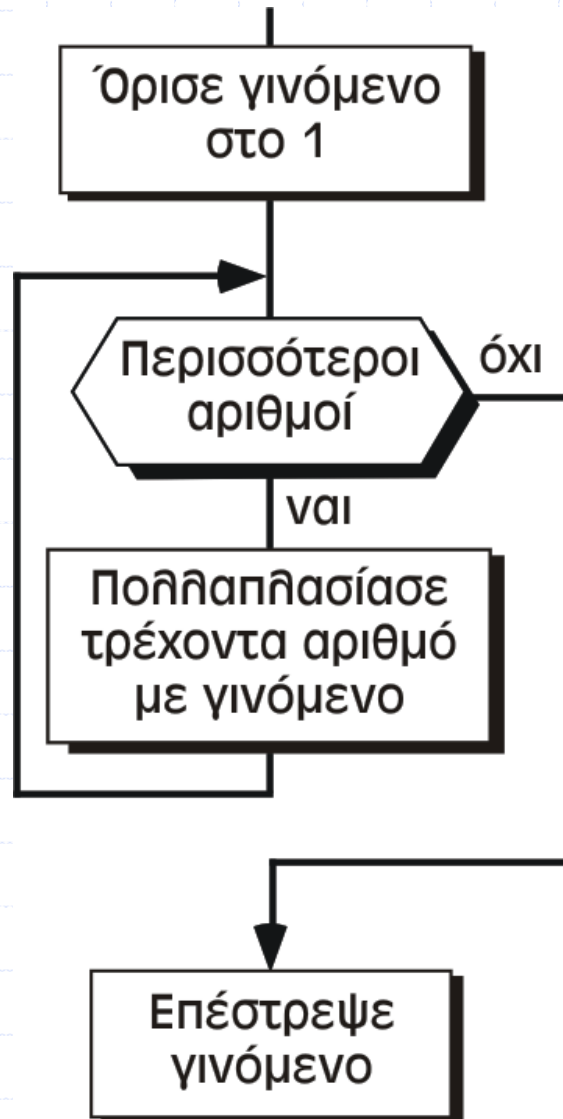 Όρισε γινόμενο
στο 1
Περισσότεροι
αριθμοί
όχι
ναι
Πολλαπλασίασε
τρέχοντα αριθμό
με γινόμενο
Επέστρεψε
γινόμενο